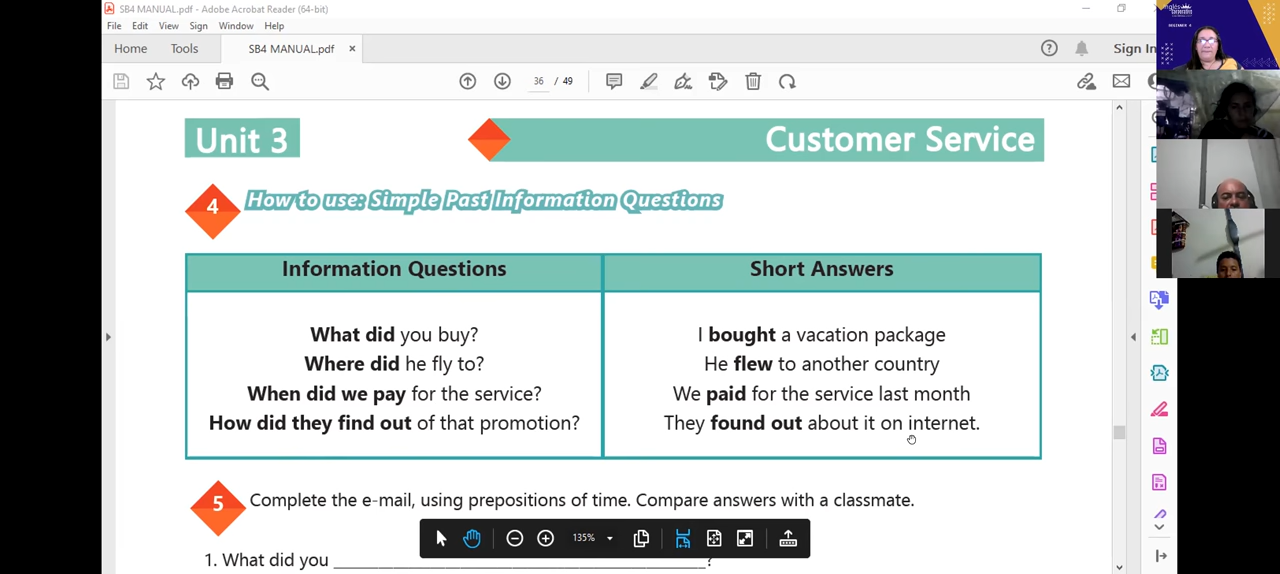 SB4 MANUAL.pdf - Adobe Acrobat Reader (64-bit)
File Edit View Sign Window Help
Home Tools SB4 MANUAL.pdf × Sign In
36 / 49
Unit 3 Customer Service
4 How to use: Simple Past Information Questions
Information Questions Short Answers
What did you buy? I bought a vacation package
Where did he fly to? He flew to another country
When did we pay for the service? We paid for the service last month
How did they find out of that promotion? They found out about it on internet.
5 Complete the e-mail, using prepositions of time. Compare answers with a classmate.
135%
1. What did you ______________________________________?